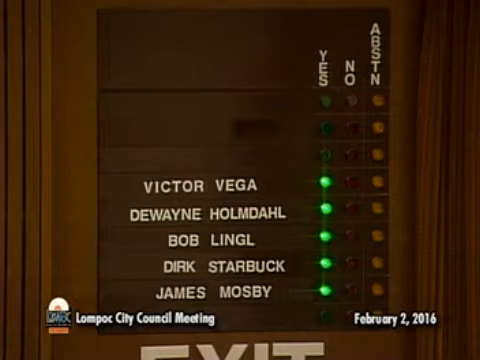 YES NO ABSTN
VICTOR VEGA
DEWAYNE HOLMDAHL
BOB LINGL
DIRK STARBUCK
JAMES MOSBY
LOMPOC
Lompoc City Council Meeting
February 2, 2016
EXIT